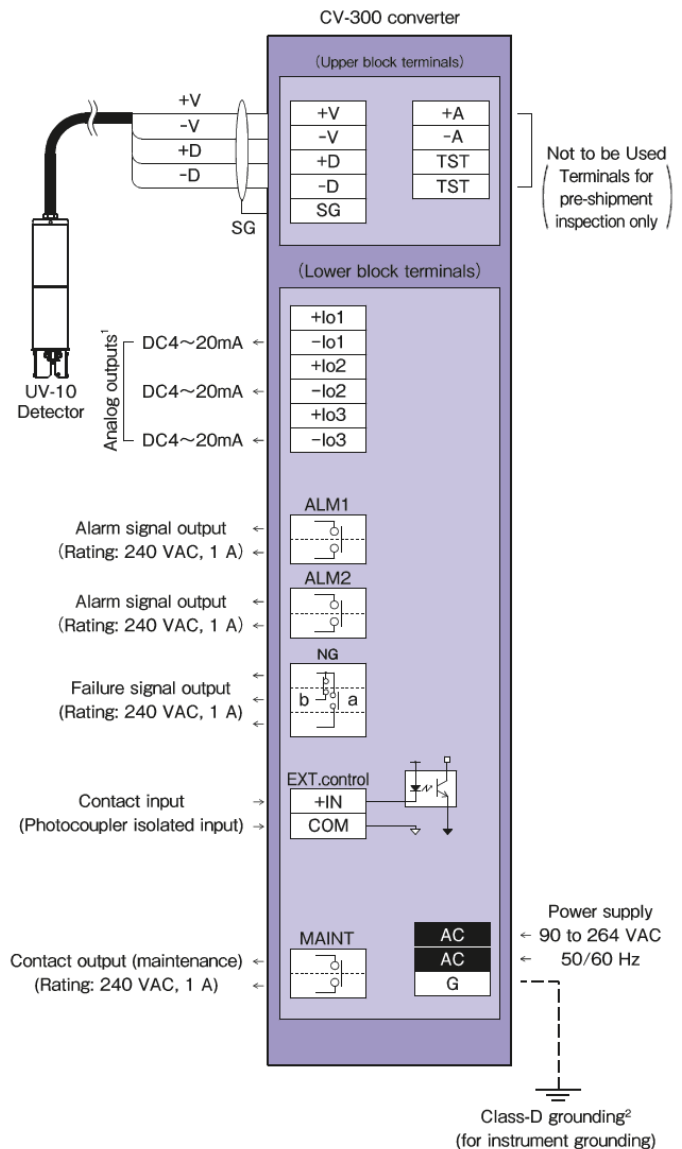 CV-300 converter
(Upper block terminals)
+V
-V
+D
-D
SG
+V
-V
+D
-D
SG
+A
-A
TST
TST
Not to be Used
(Terminals for
pre-shipment
inspection only)
UV-10
Detector
(Lower block terminals)
Analog outputs¹
DC4～20mA
DC4～20mA
DC4～20mA
+Io1
-Io1
+Io2
-Io2
+Io3
-Io3
ALM1
Alarm signal output
(Rating: 240 VAC, 1 A)
ALM2
Alarm signal output
(Rating: 240 VAC, 1 A)
NG
b a
Failure signal output
(Rating: 240 VAC, 1 A)
EXT.control
+IN
COM
Contact input
(Photocoupler isolated input)
MAINT
Contact output (maintenance)
(Rating: 240 VAC, 1 A)
AC
AC
G
Power supply
90 to 264 VAC
50/60 Hz
Class-D grounding²
(for instrument grounding)